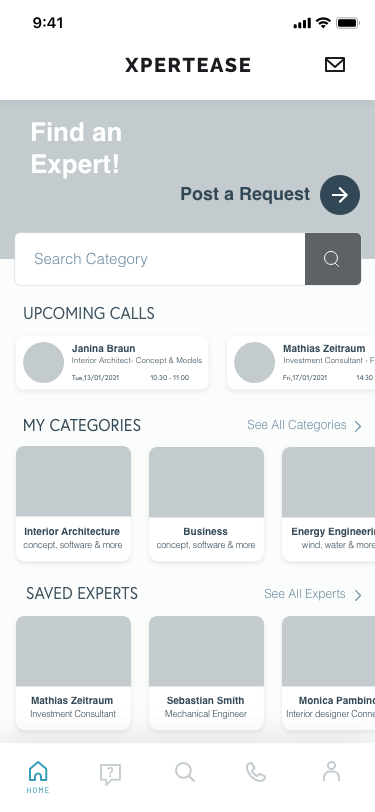 9:41
XPERTEASE
Find an
Expert!
Post a Request
Search Category
UPCOMING CALLS
Janina Braun
Interior Architect- Concept & Models
Tue,13/01/2021 10:30 - 11:00
Mathias Zeitraum
Investment Consultant - F
Fri,17/01/2021 14:30
MY CATEGORIES
See All Categories
Interior Architecture
concept, software & more
Business
concept, software & more
Energy Engineeri
wind, water & more
SAVED EXPERTS
See All Experts
Mathias Zeitraum
Investment Consultant
Sebastian Smith
Mechanical Engineer
Monica Pambino
Interior designer Conne
?
HOME